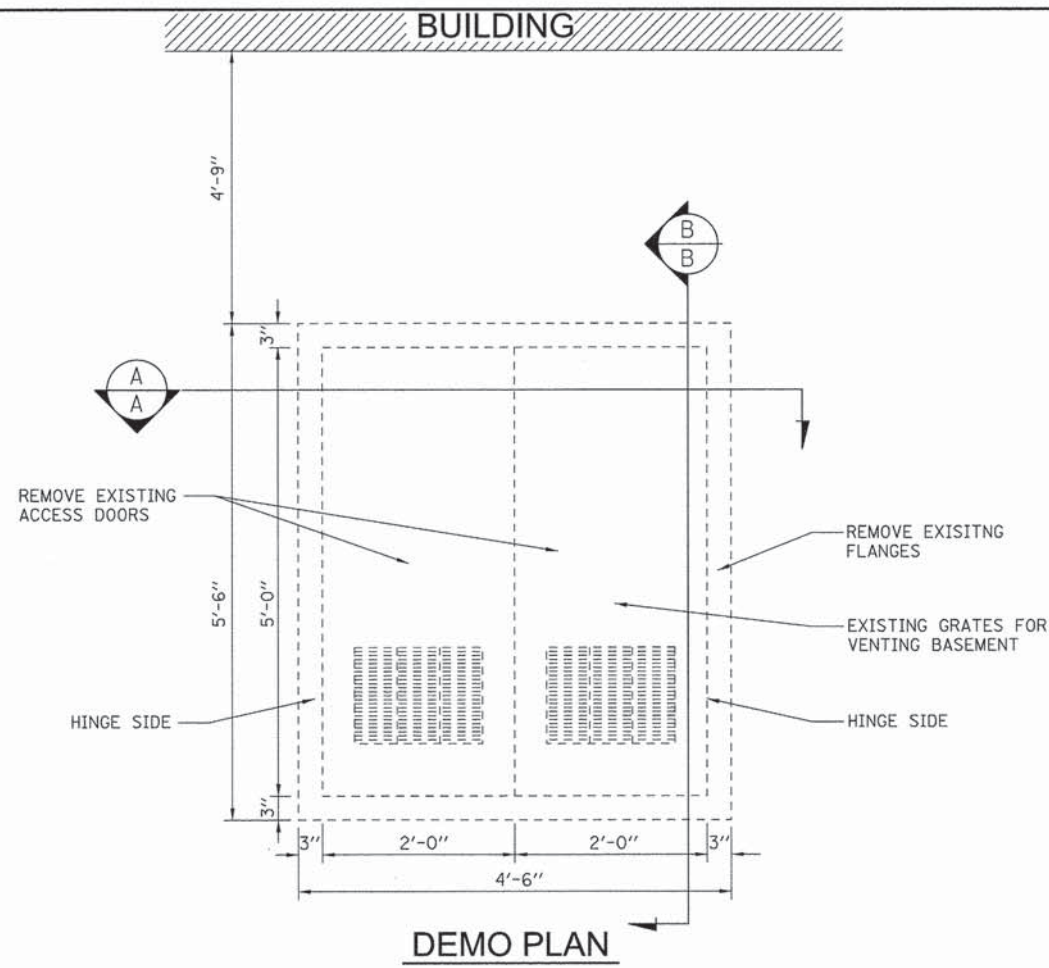 BUILDING
4'-9"
B
B
3"
A
A
REMOVE EXISTING
ACCESS DOORS
REMOVE EXISITNG
FLANGES
5'-6"
5'-0"
EXISTING GRATES FOR
VENTING BASEMENT
HINGE SIDE
HINGE SIDE
3"
3" 2'-0" 2'-0" 3"
4'-6"
DEMO PLAN